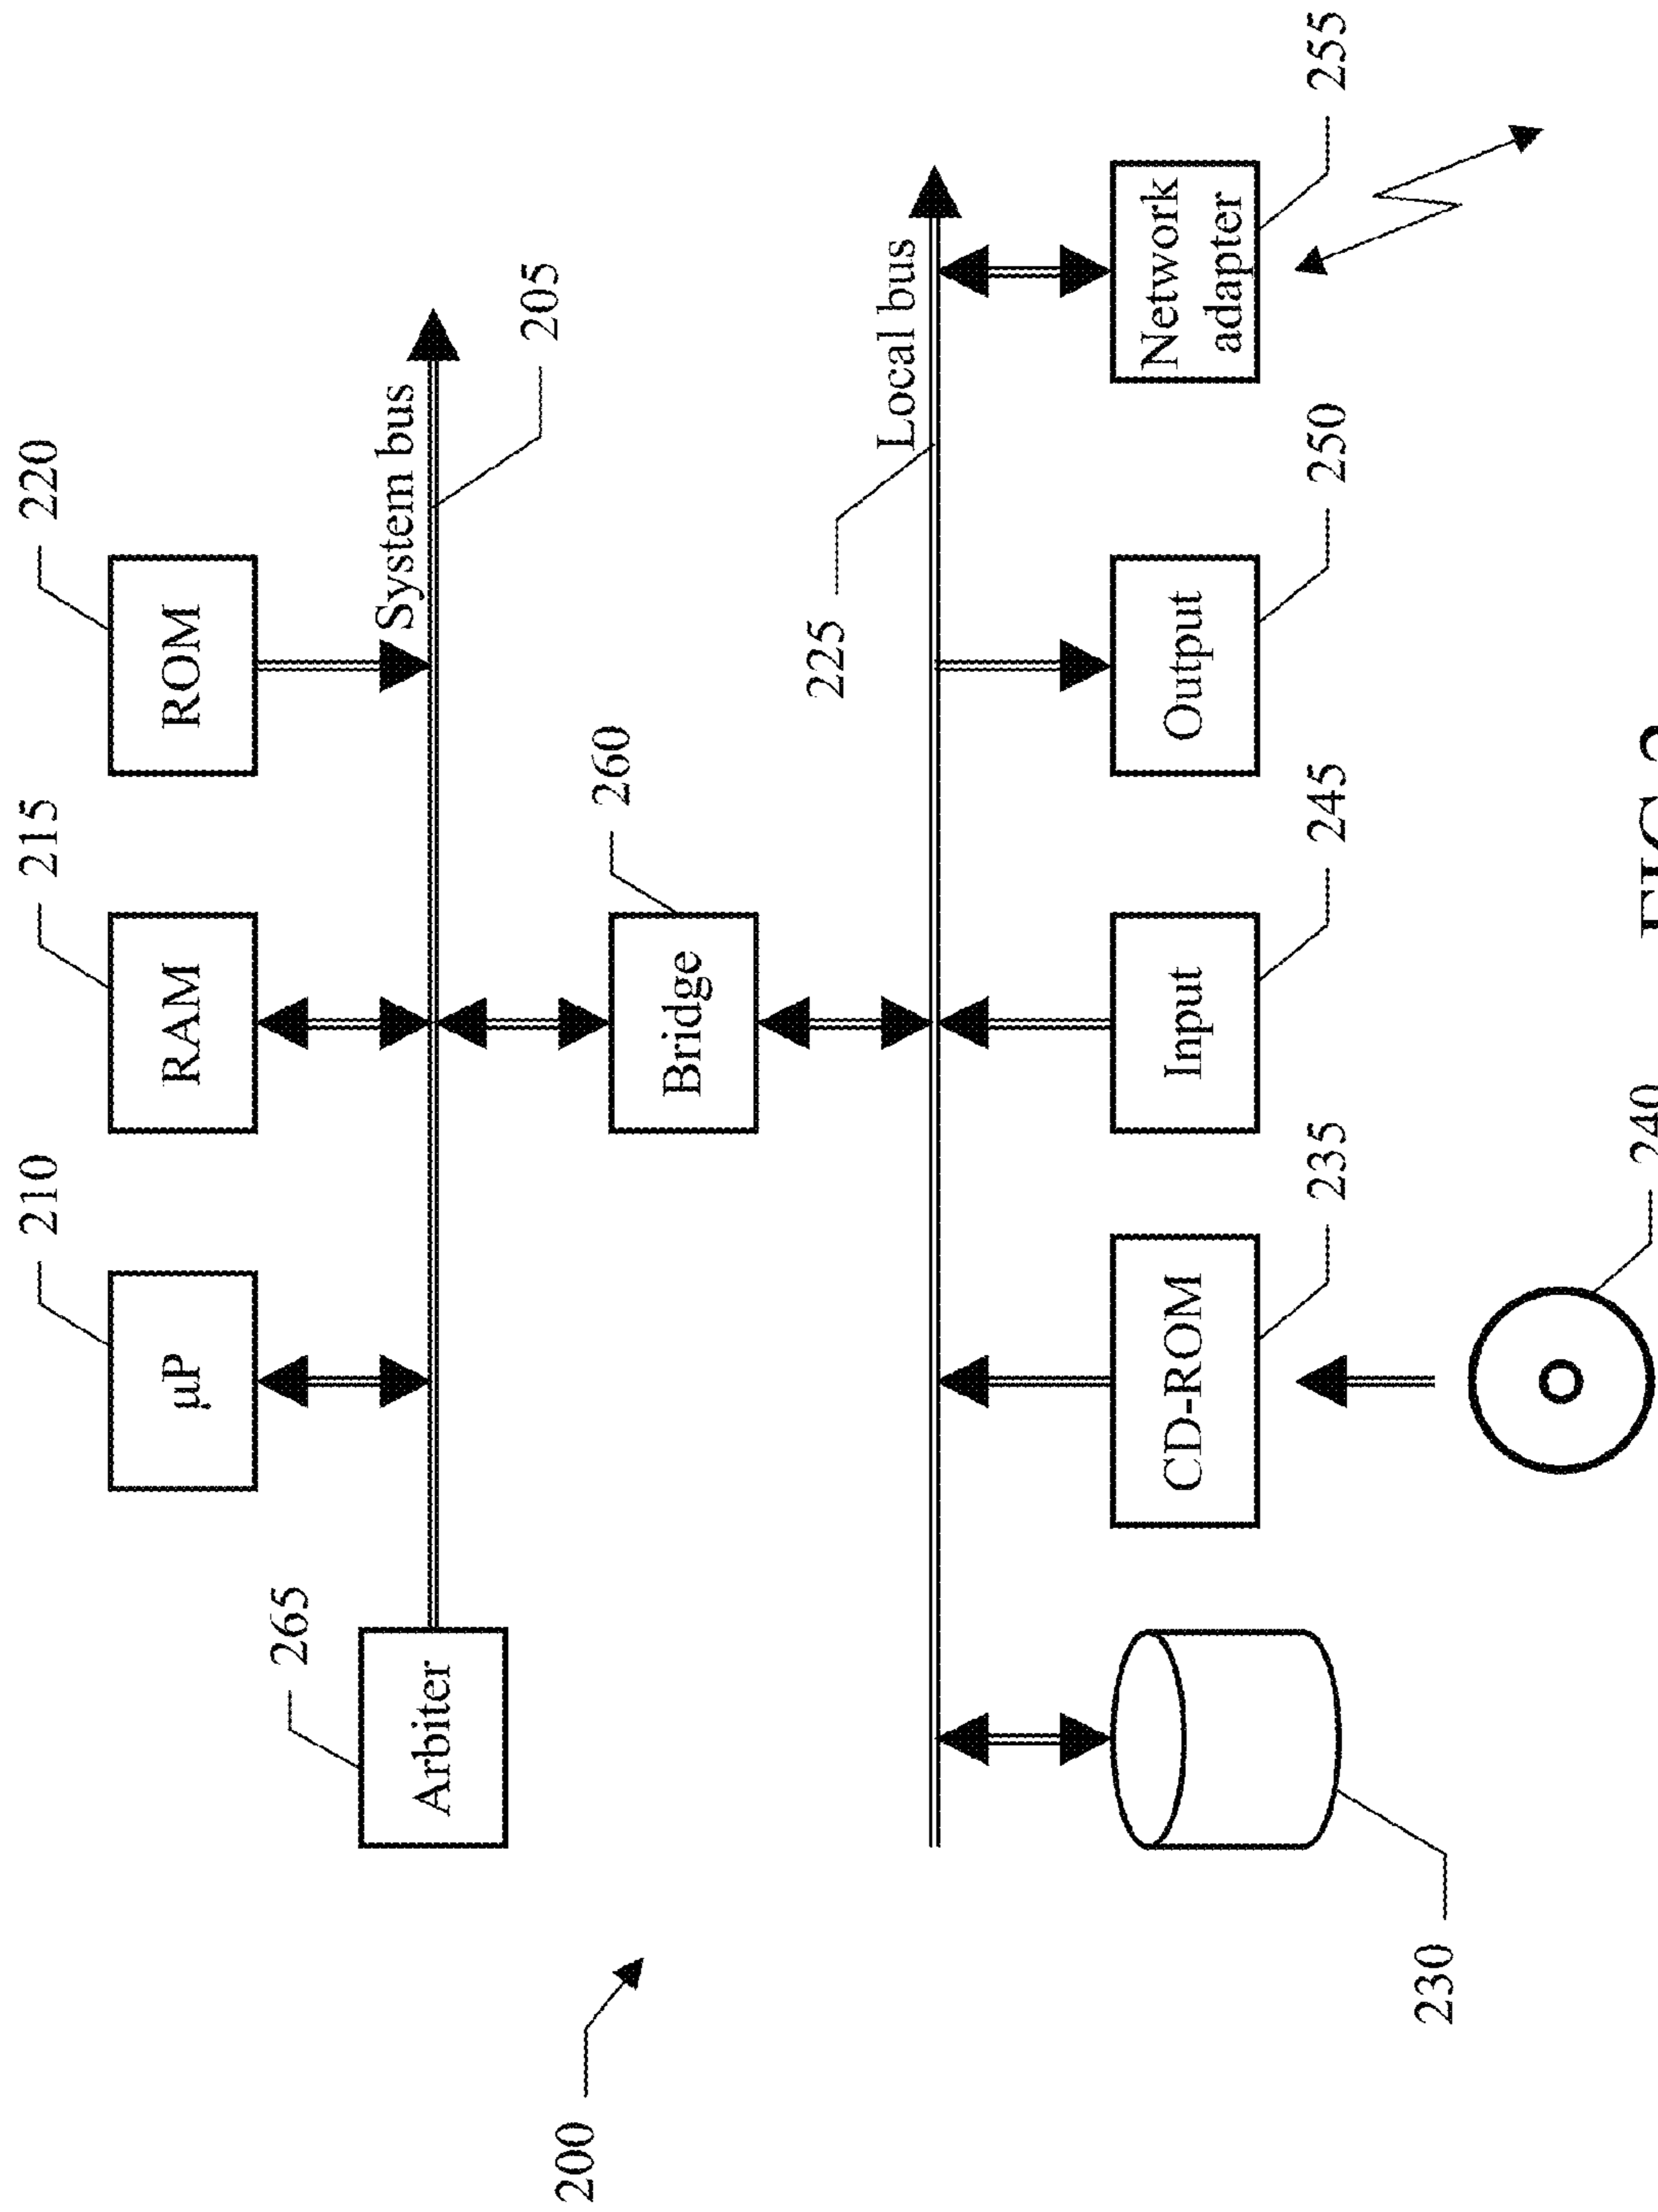 210
215
220
μP
RAM
ROM
265
Arbiter
System bus
205
200
260
Bridge
225
Local bus
CD-ROM
Input
Output
Network
adapter
230
235
245
250
255
240